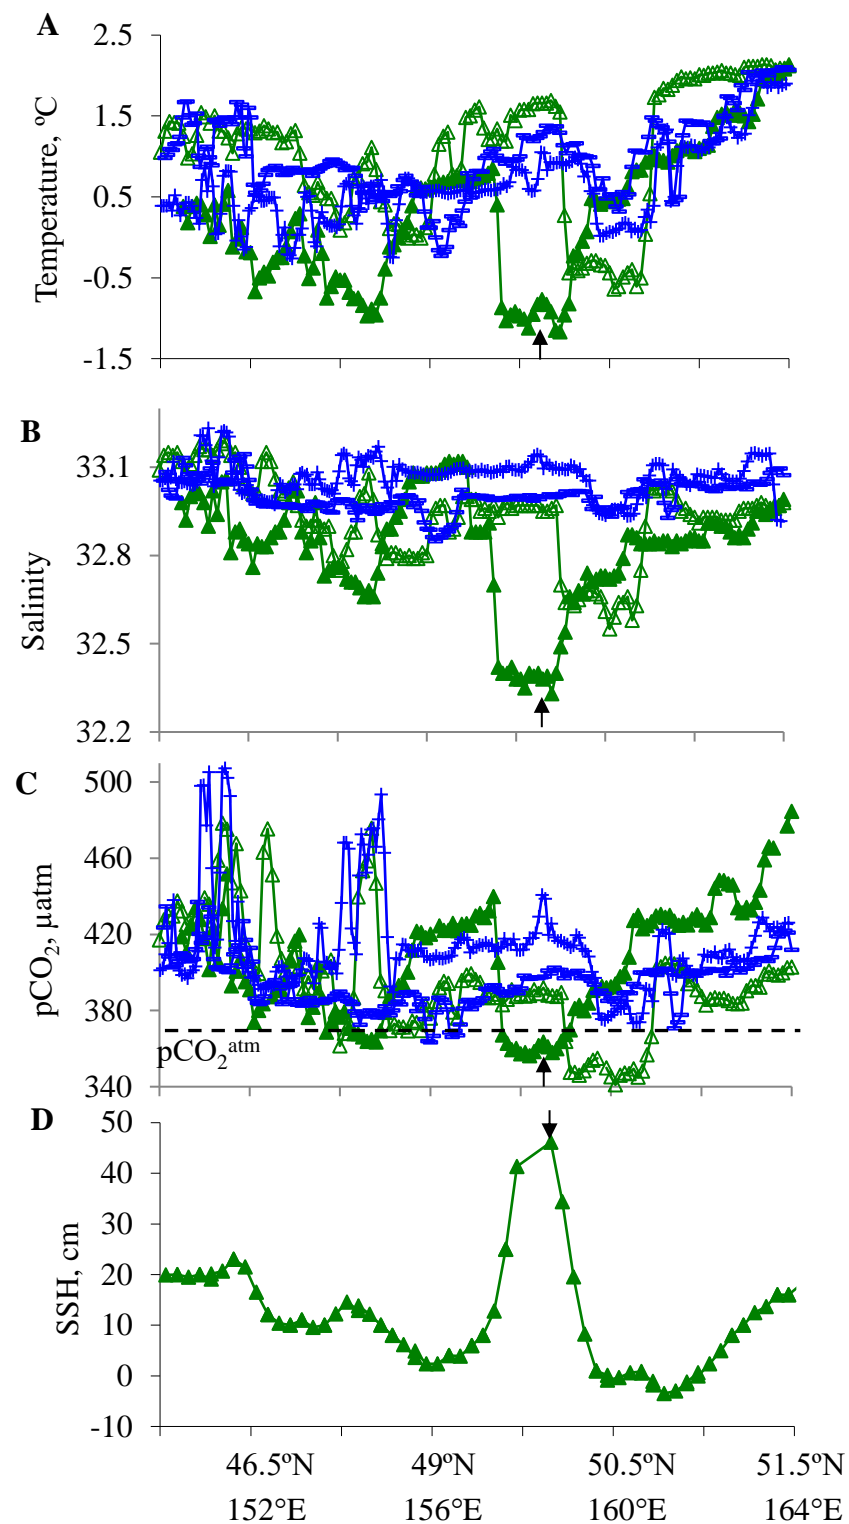 A
2.5
1.5
0.5
-0.5
-1.5
Temperature, ºC
B
33.1
32.8
32.5
32.2
Salinity
C
500
460
420
380
340
pCO₂, µatm
pCO₂ᵃᵗᵐ
D
50
40
30
20
10
0
-10
SSH, cm
46.5ºN 49ºN 50.5ºN 51.5ºN
152°E 156°E 160°E 164°E